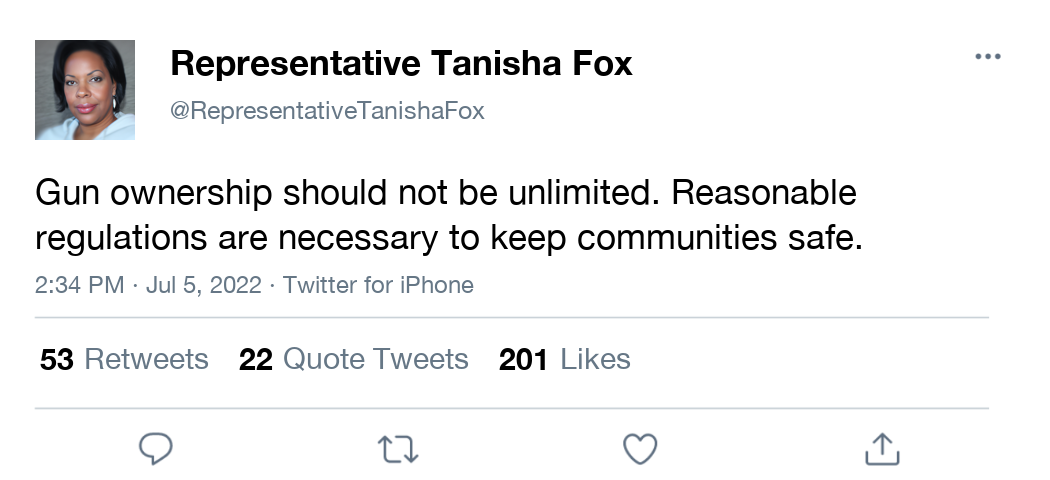 Representative Tanisha Fox
@RepresentativeTanishaFox
Gun ownership should not be unlimited. Reasonable
regulations are necessary to keep communities safe.
2:34 PM · Jul 5, 2022 · Twitter for iPhone
53 Retweets 22 Quote Tweets 201 Likes